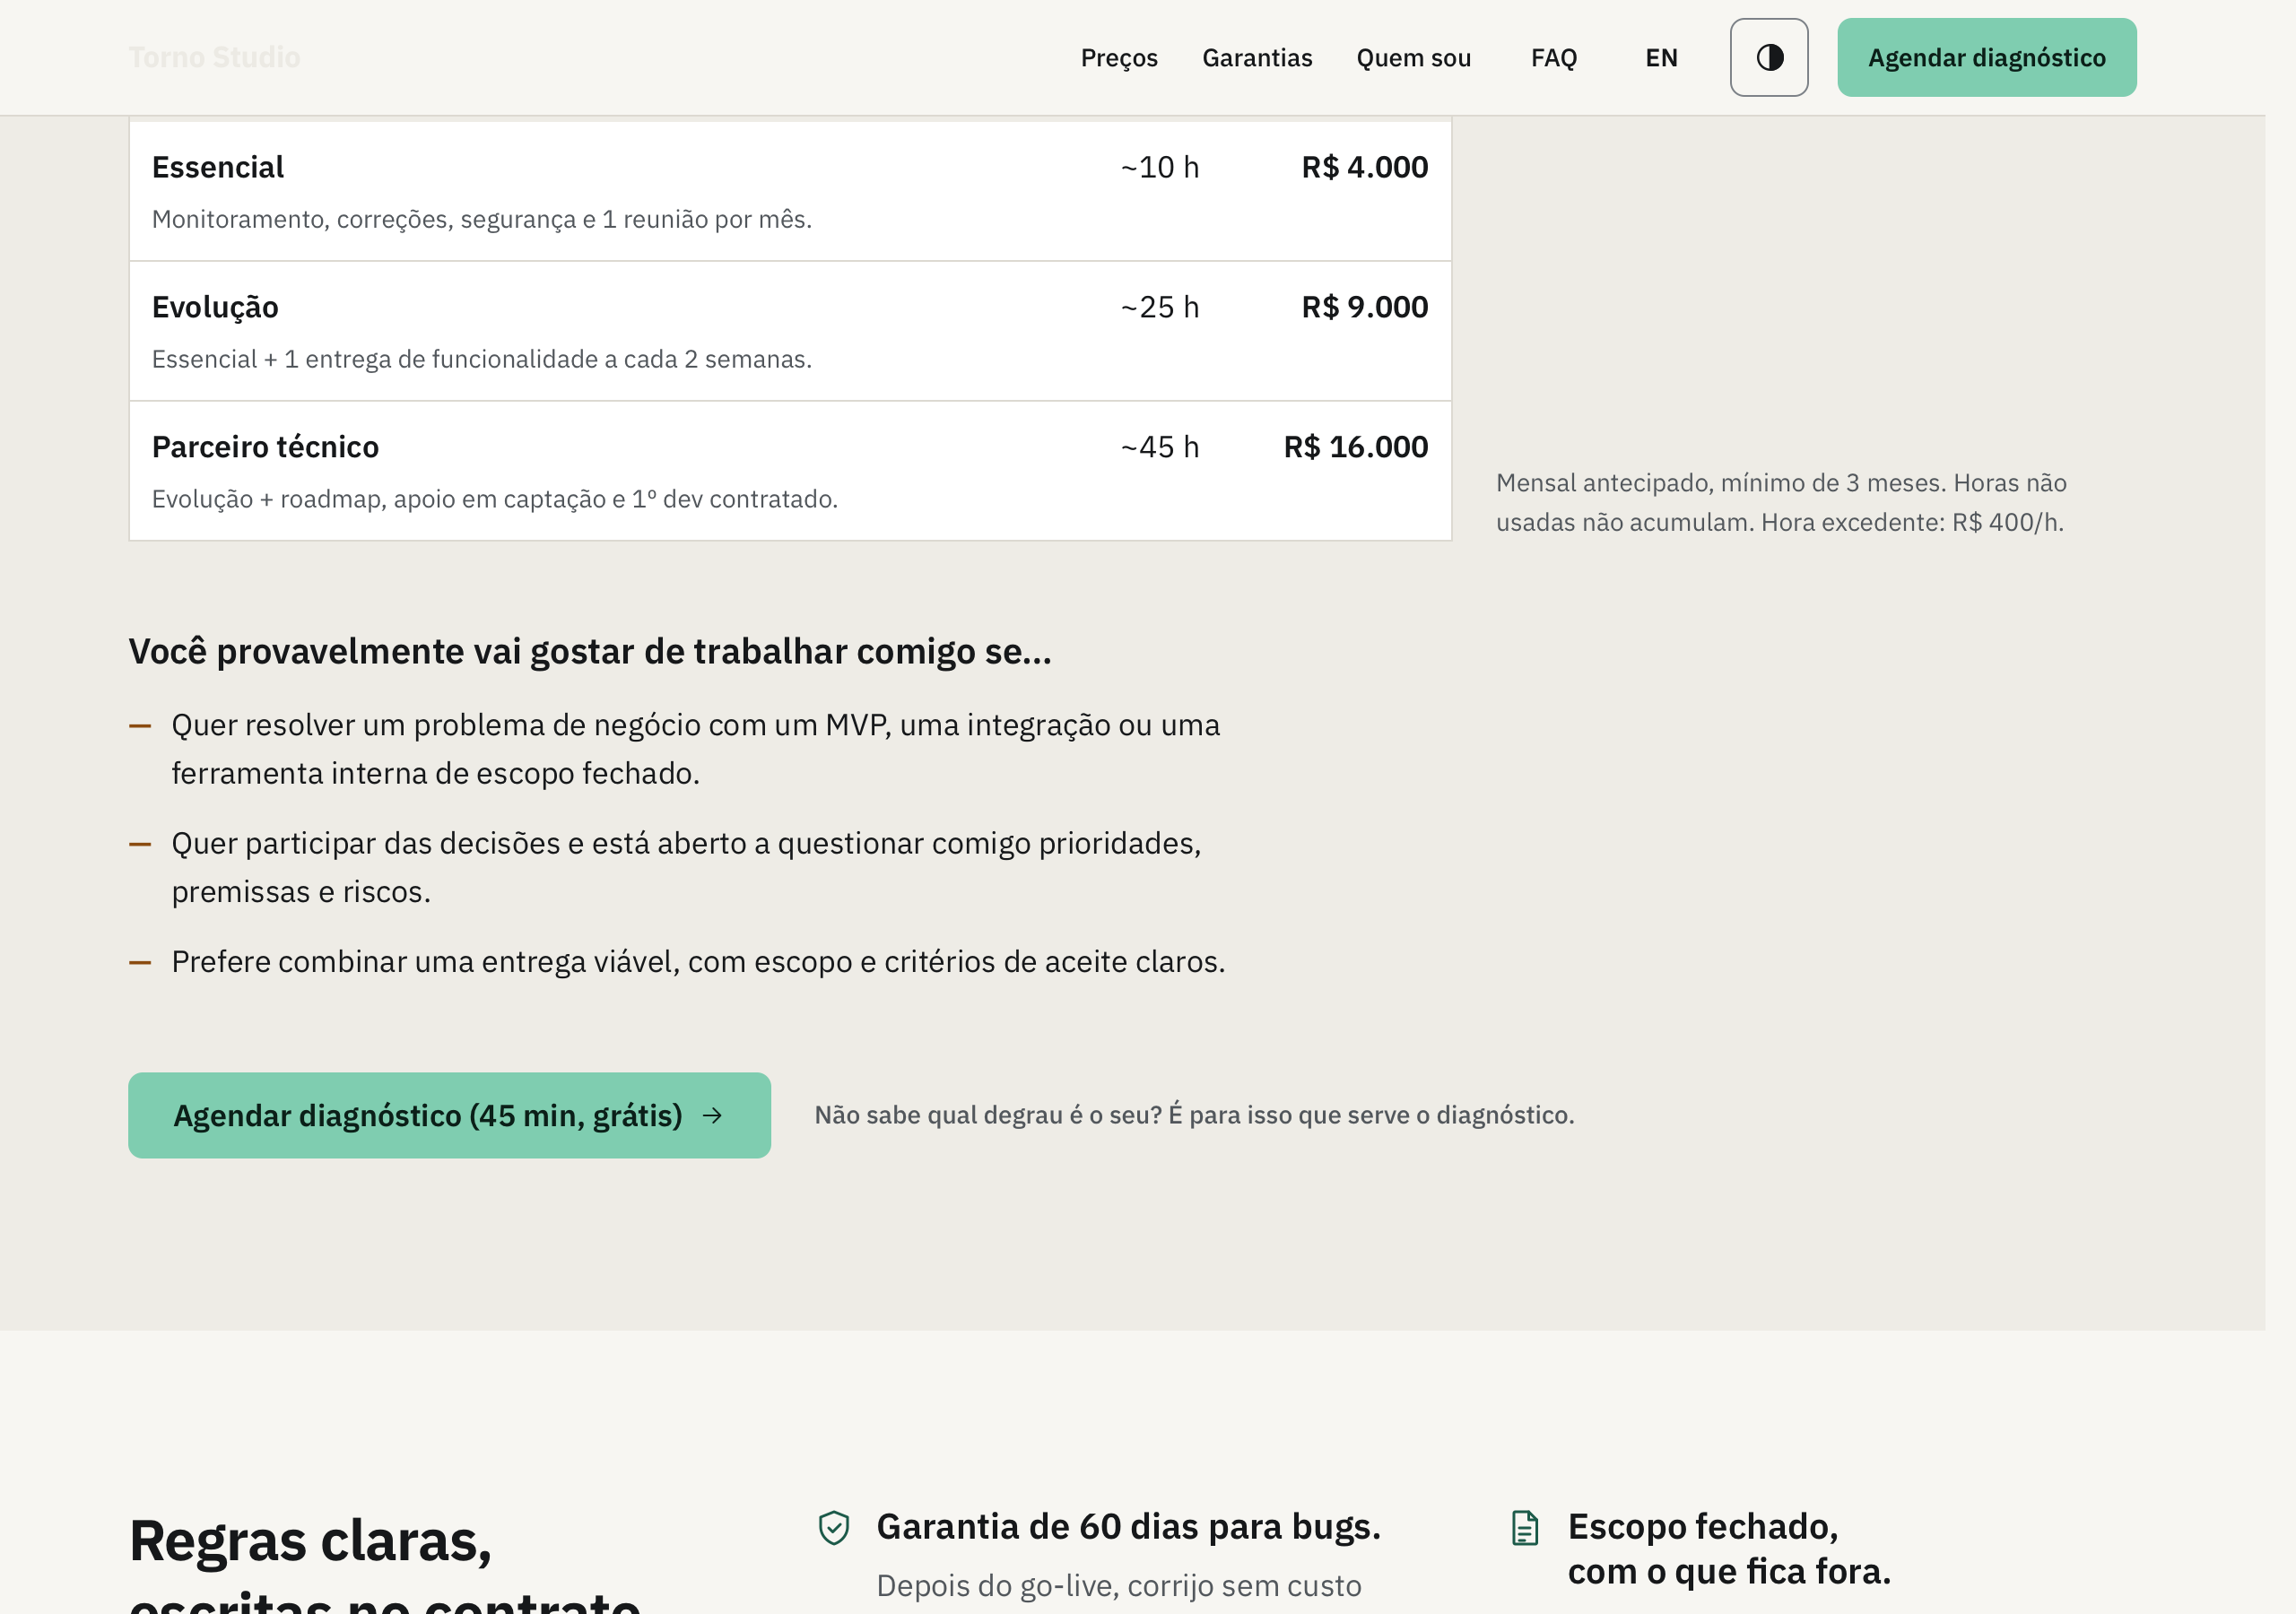 Torno Studio
Preços
Garantias
Quem sou
FAQ
EN
Agendar diagnóstico
Essencial
~10 h
R$ 4.000
Monitoramento, correções, segurança e 1 reunião por mês.
Evolução
~25 h
R$ 9.000
Essencial + 1 entrega de funcionalidade a cada 2 semanas.
Parceiro técnico
~45 h
R$ 16.000
Evolução + roadmap, apoio em captação e 1º dev contratado.
Mensal antecipado, mínimo de 3 meses. Horas não
usadas não acumulam. Hora excedente: R$ 400/h.
Você provavelmente vai gostar de trabalhar comigo se...
— Quer resolver um problema de negócio com um MVP, uma integração ou uma
ferramenta interna de escopo fechado.
— Quer participar das decisões e está aberto a questionar comigo prioridades,
premissas e riscos.
— Prefere combinar uma entrega viável, com escopo e critérios de aceite claros.
Agendar diagnóstico (45 min, grátis) →
Não sabe qual degrau é o seu? É para isso que serve o diagnóstico.
Regras claras,
escritas no contrato
Garantia de 60 dias para bugs.
Depois do go-live, corrijo sem custo
Escopo fechado,
com o que fica fora.